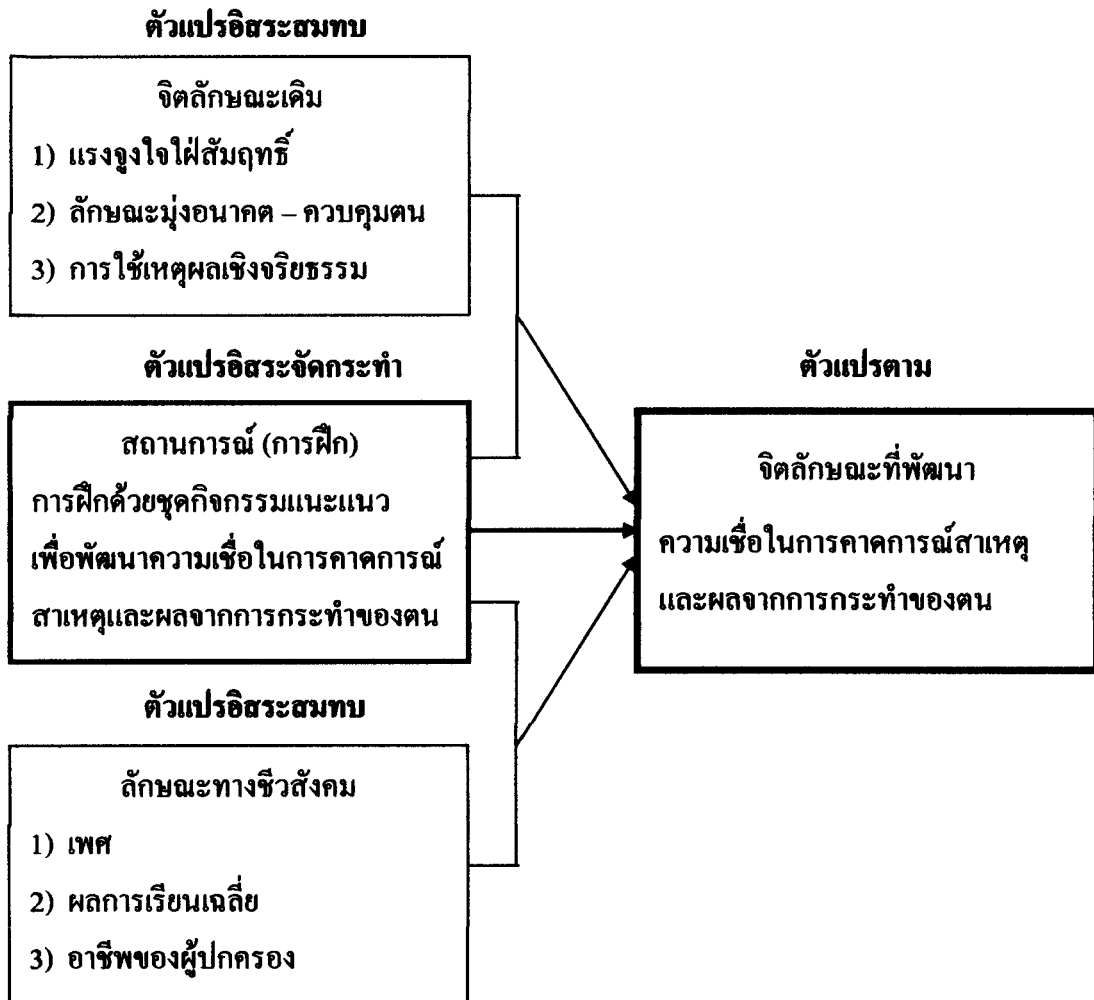 ตัวแปรอิสระสมทบ
จิตลักษณะเดิม
1) แรงจูงใจใฝ่สัมฤทธิ์
2) ลักษณะมุ่งอนาคต – ควบคุมตน
3) การใช้เหตุผลเชิงจริยธรรม
ตัวแปรอิสระจัดกระทำ
สถานการณ์ (การฝึก)
การฝึกด้วยชุดกิจกรรมแนะแนว
เพื่อพัฒนาความเชื่อในการคาดการณ์
สาเหตุและผลจากการกระทำของตน
ตัวแปรตาม
จิตลักษณะที่พัฒนา
ความเชื่อในการคาดการณ์สาเหตุ
และผลจากการกระทำของตน
ตัวแปรอิสระสมทบ
ลักษณะทางชีวสังคม
1) เพศ
2) ผลการเรียนเฉลี่ย
3) อาชีพของผู้ปกครอง